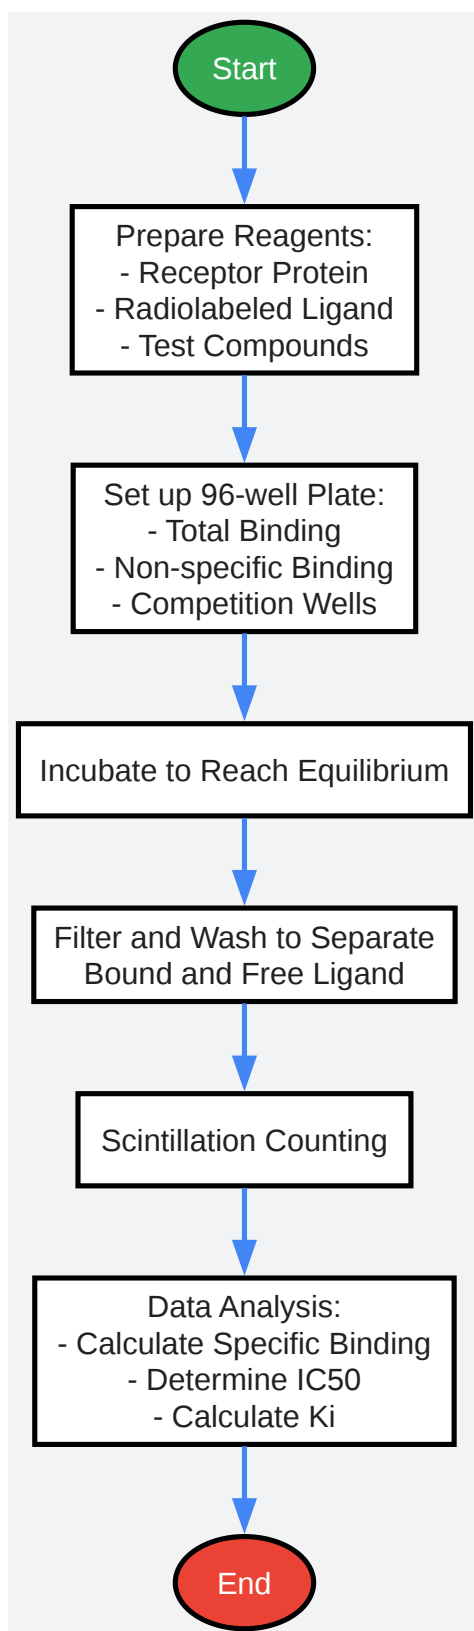 Start
Prepare Reagents:
- Receptor Protein
- Radiolabeled Ligand
- Test Compounds
Set up 96-well Plate:
- Total Binding
- Non-specific Binding
- Competition Wells
Incubate to Reach Equilibrium
Filter and Wash to Separate
Bound and Free Ligand
Scintillation Counting
Data Analysis:
- Calculate Specific Binding
- Determine IC50
- Calculate Ki
End